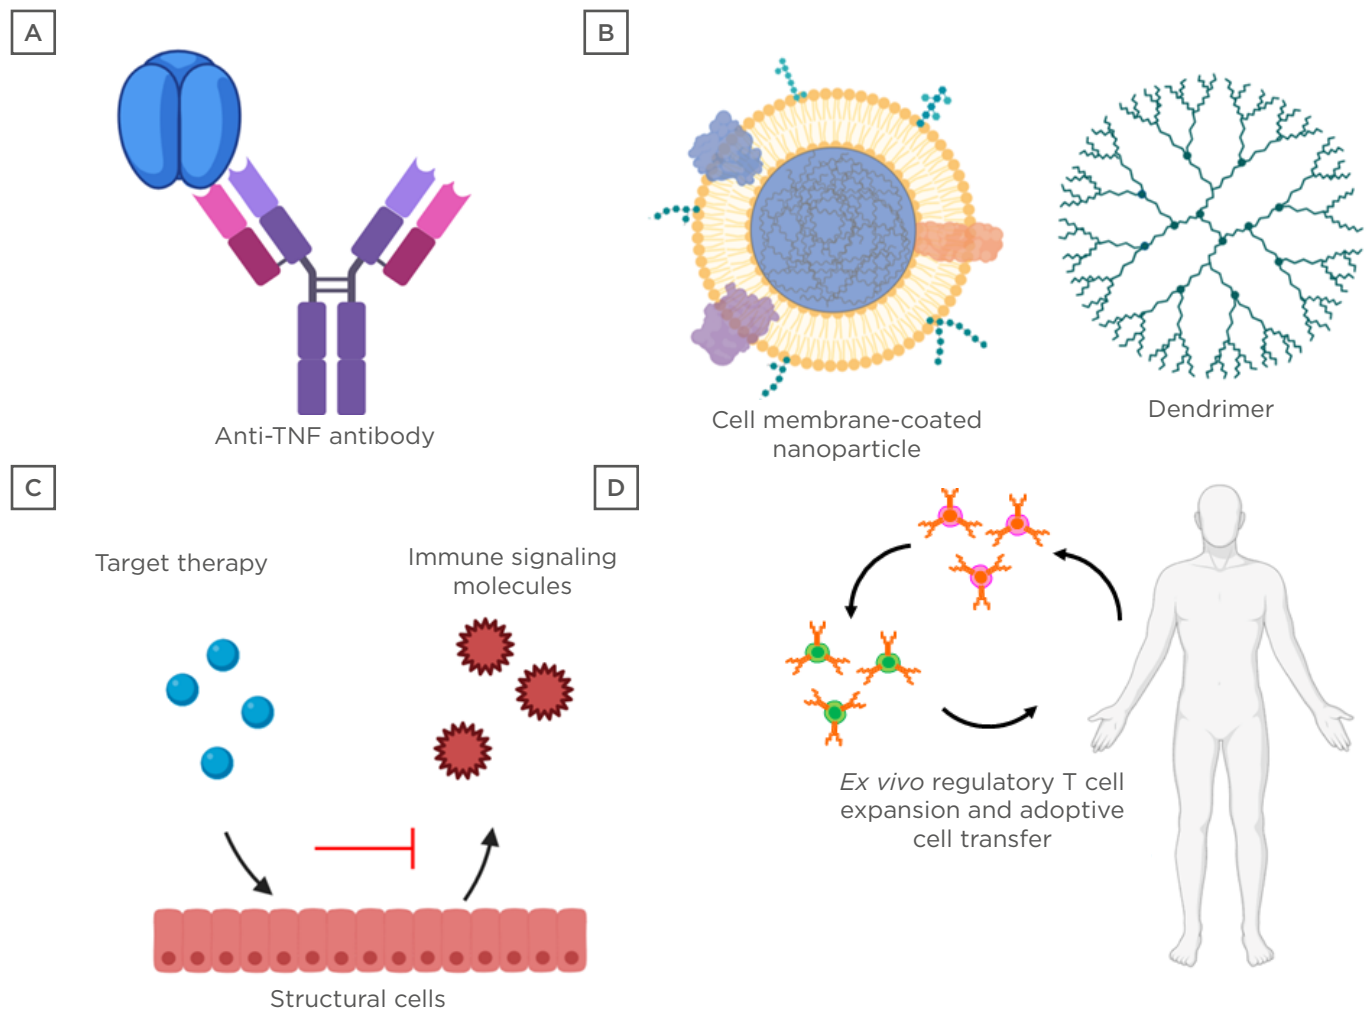 A
Anti-TNF antibody
B
Cell membrane-coated
nanoparticle
Dendrimer
C
Target therapy
Immune signaling
molecules
Structural cells
D
Ex vivo regulatory T cell
expansion and adoptive
cell transfer